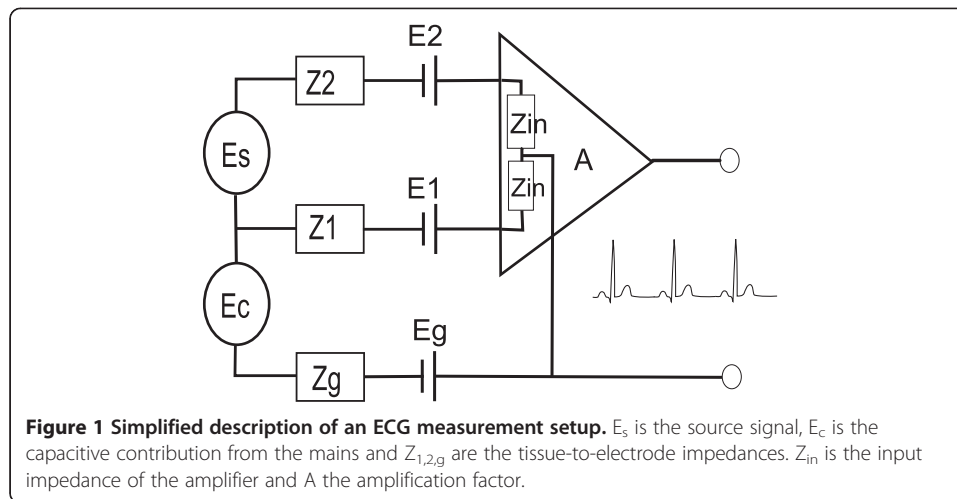 E2
Z2
Zin
Es
A
E1
Zin
Z1
Ec
Eg
Zg
Figure 1 Simplified description of an ECG measurement setup. Es is the source signal, Ec is the
capacitive contribution from the mains and Z1,2,g are the tissue-to-electrode impedances. Zin is the input
impedance of the amplifier and A the amplification factor.